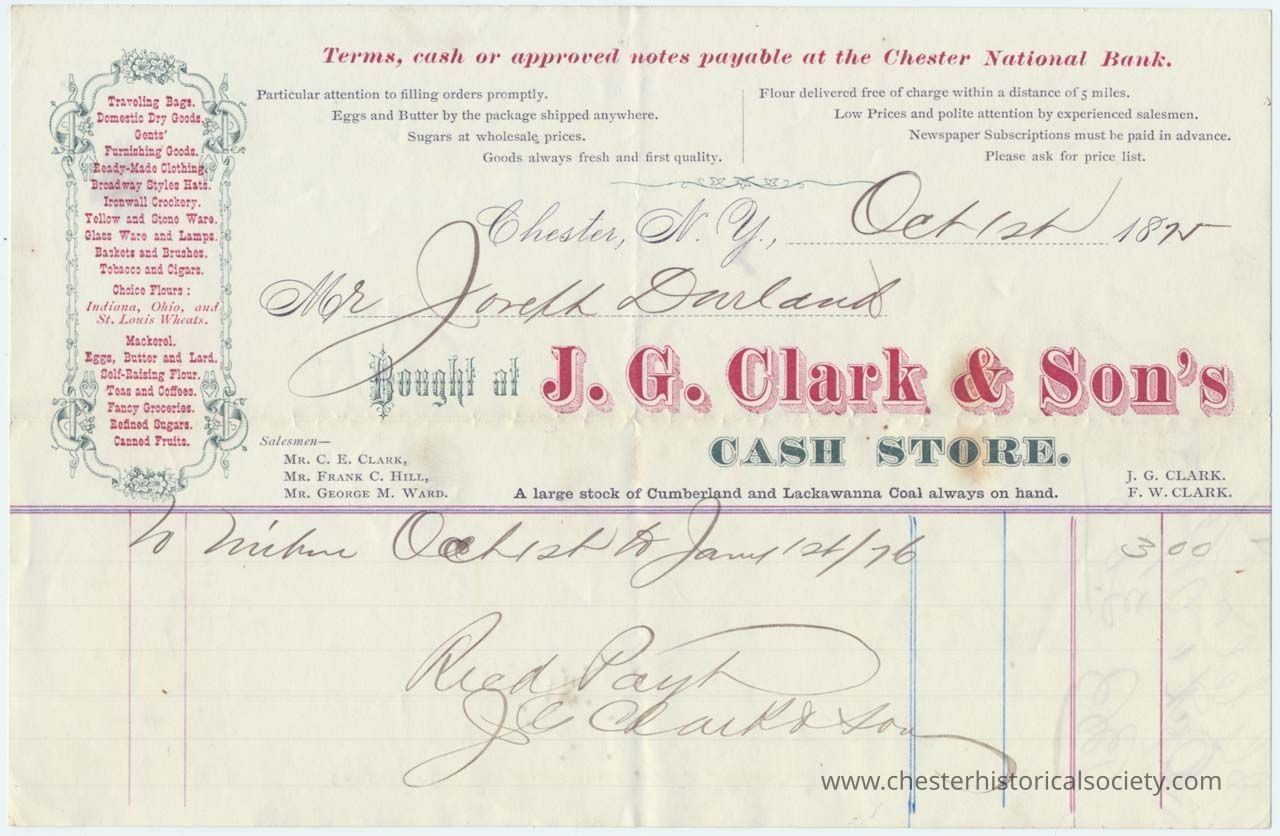 Terms, cash or approved notes payable at the Chester National Bank.
Particular attention to filling orders promptly.
Eggs and Butter by the package shipped anywhere.
Sugars at wholesale prices.
Goods always fresh and first quality.
Flour delivered free of charge within a distance of 5 miles.
Low Prices and polite attention by experienced salesmen.
Newspaper Subscriptions must be paid in advance.
Please ask for price list.
Traveling Bags.
Domestic Dry Goods.
Gents'
Furnishing Goods.
Ready-Made Clothing.
Broadway Styles Hats.
Ironwall Crockery.
Yellow and Stone Ware.
Glass Ware and Lamps.
Baskets and Brushes.
Tobacco and Cigars.
Choice Flours:
Indiana, Ohio, and
St. Louis Wheats.
Mackerel.
Eggs, Butter and Lard.
Self-Raising Flour.
Teas and Coffees.
Fancy Groceries.
Refined Sugars.
Canned Fruits.
Chester, N. Y., Oct 1st 1875
Mr Joseph Durland
Bought at J. G. Clark & Son's
CASH STORE.
Salesmen—
MR. C. E. CLARK,
MR. FRANK C. HILL,
MR. GEORGE M. WARD.
A large stock of Cumberland and Lackawanna Coal always on hand.
J. G. CLARK.
F. W. CLARK.
To Oct 1st to Jany 1st/76 3 00
Recd Payt
J G Clark & Son
www.chesterhistoricalsociety.com